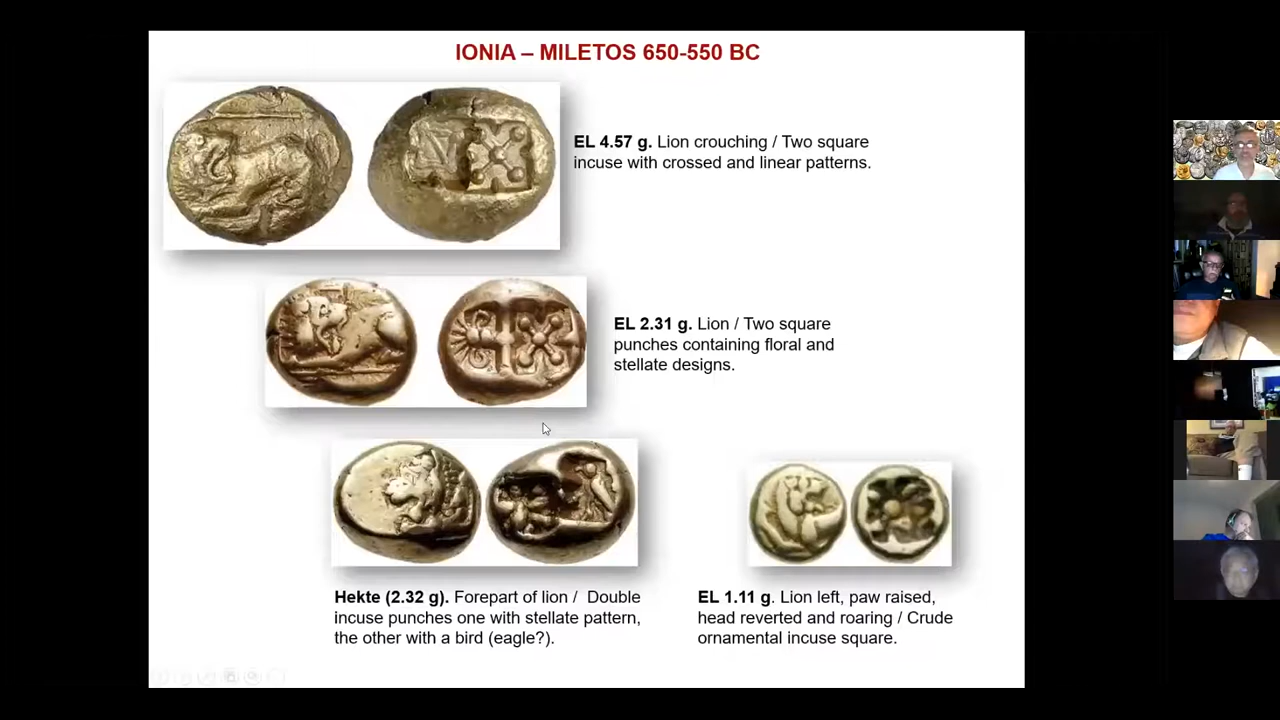 IONIA – MILETOS 650-550 BC
EL 4.57 g. Lion crouching / Two square
incuse with crossed and linear patterns.
EL 2.31 g. Lion / Two square
punches containing floral and
stellate designs.
Hekte (2.32 g). Forepart of lion / Double
incuse punches one with stellate pattern,
the other with a bird (eagle?).
EL 1.11 g. Lion left, paw raised,
head reverted and roaring / Crude
ornamental incuse square.